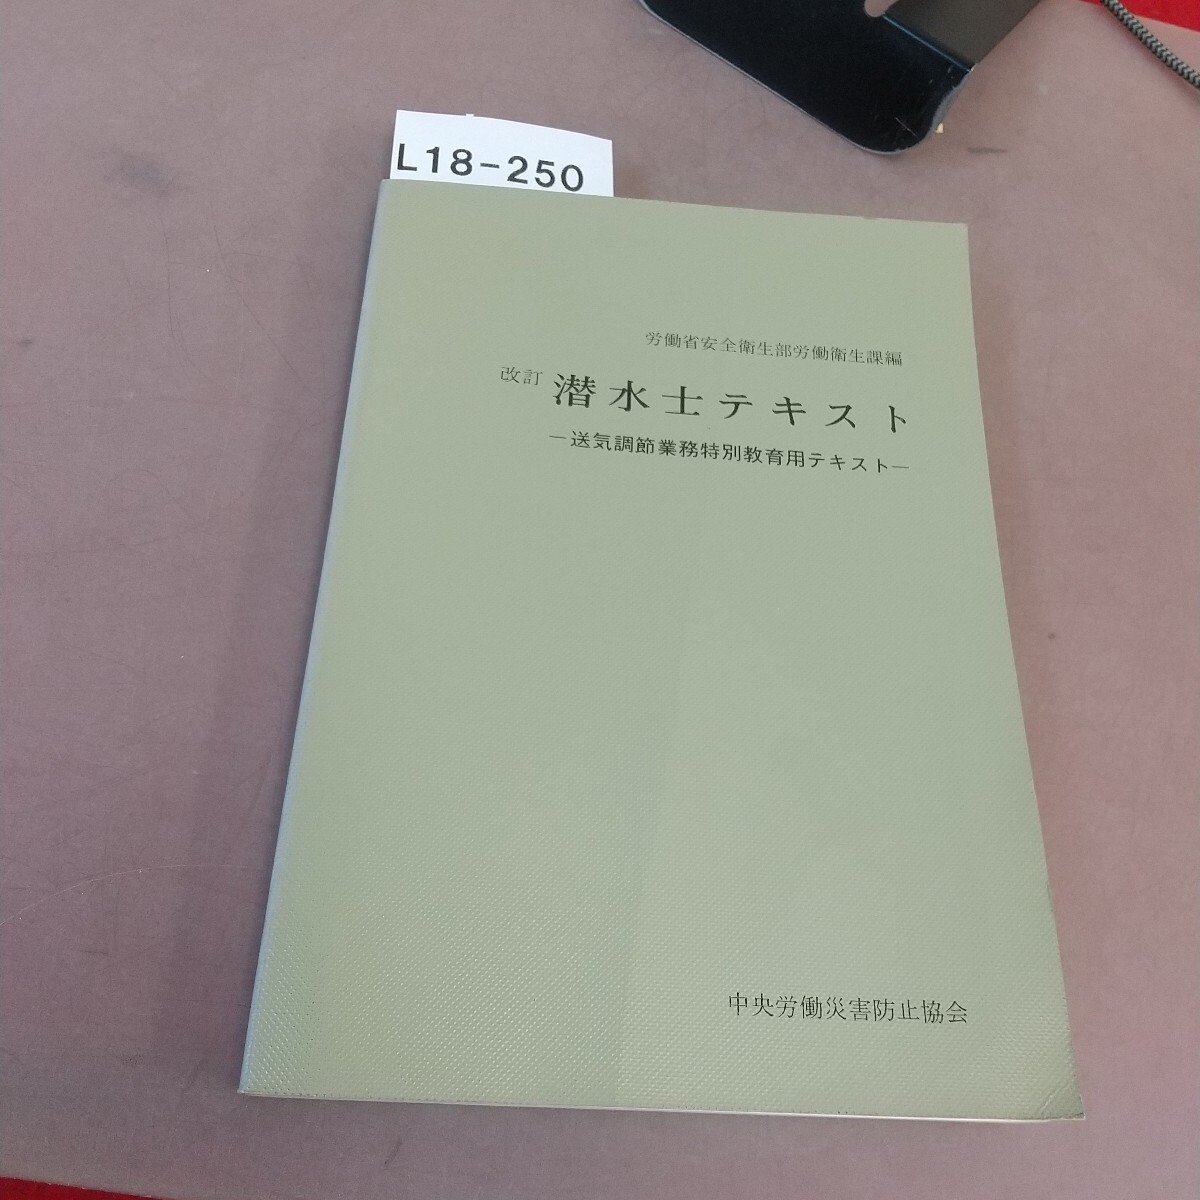 L18-250
労働省安全衛生部労働衛生課編
改訂 潜水士テキスト
―送気調節業務特別教育用テキスト―
中央労働災害防止協会